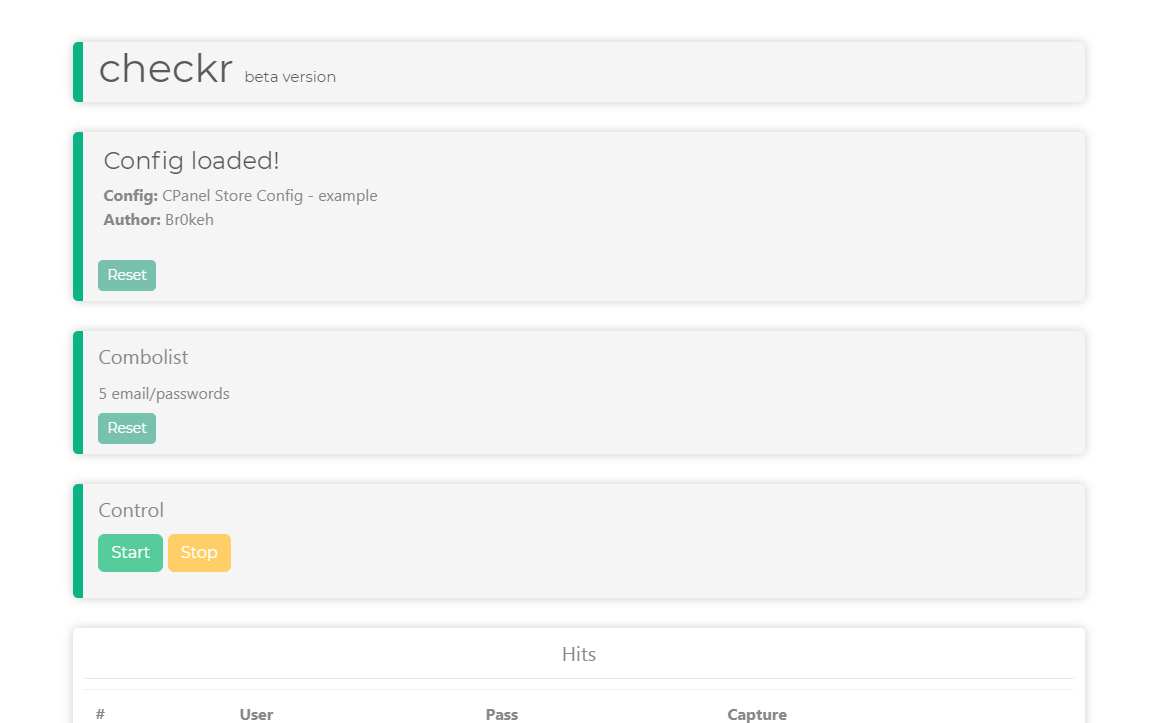 checkr beta version
Config loaded!
Config: CPanel Store Config - example
Author: Br0keh
Reset
Combolist
5 email/passwords
Reset
Control
Start Stop
Hits
# User Pass Capture